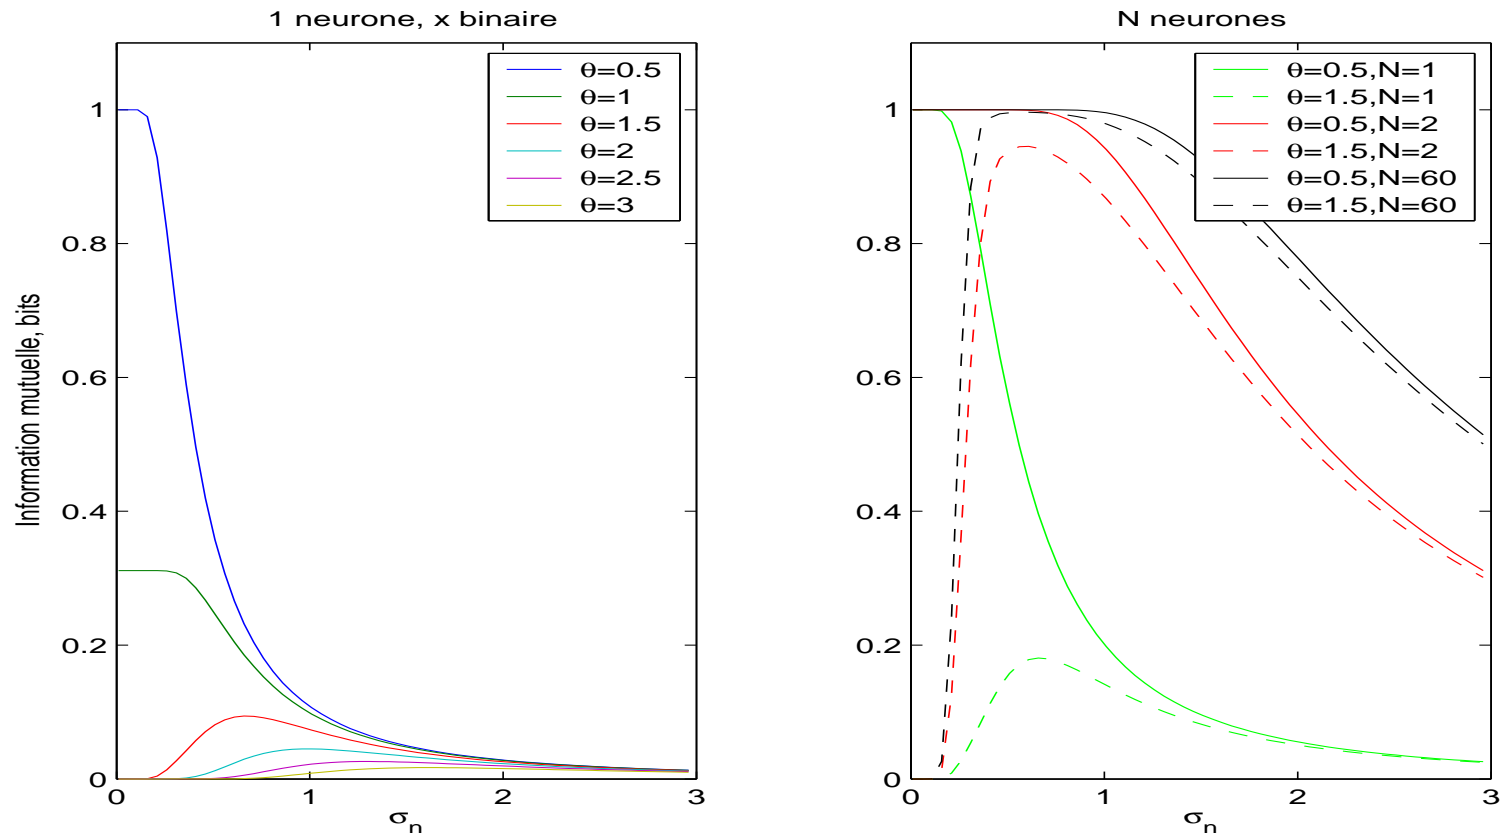 1 neurone, x binaire
Information mutuelle, bits
1
0.8
0.6
0.4
0.2
0
0
1
2
3
σn
θ=0.5
θ=1
θ=1.5
θ=2
θ=2.5
θ=3
N neurones
1
0.8
0.6
0.4
0.2
0
0
1
2
3
σn
θ=0.5,N=1
θ=1.5,N=1
θ=0.5,N=2
θ=1.5,N=2
θ=0.5,N=60
θ=1.5,N=60